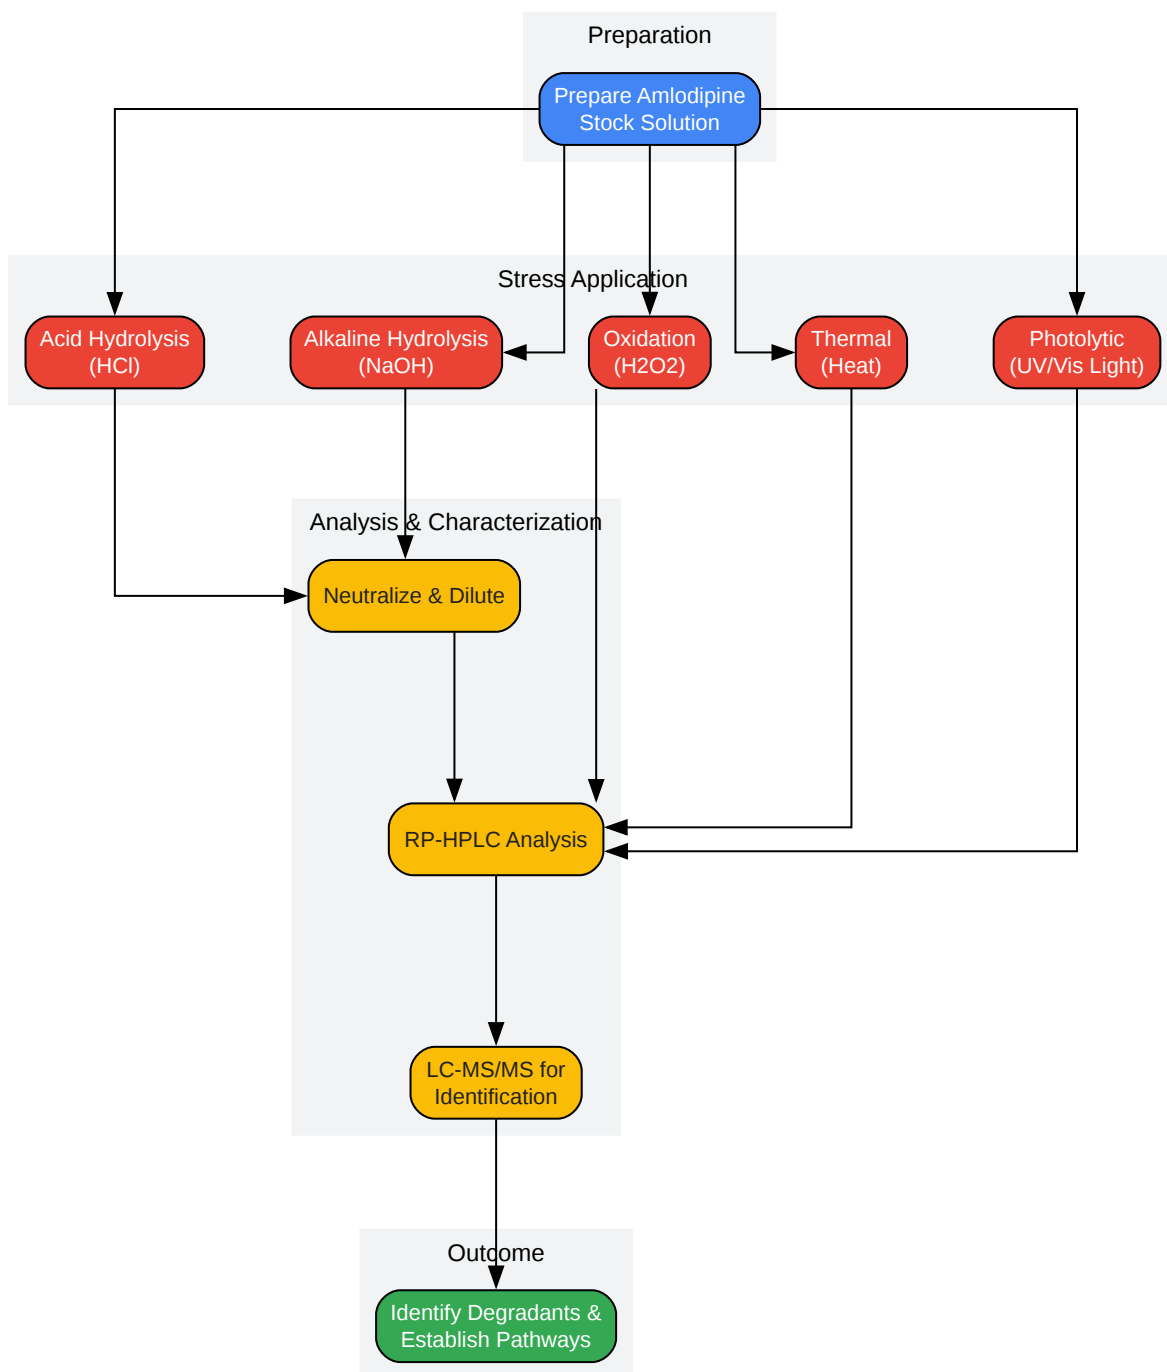 Preparation
Prepare Amlodipine
Stock Solution
Stress Application
Acid Hydrolysis
(HCl)
Alkaline Hydrolysis
(NaOH)
Oxidation
(H2O2)
Thermal
(Heat)
Photolytic
(UV/Vis Light)
Analysis & Characterization
Neutralize & Dilute
RP-HPLC Analysis
LC-MS/MS for
Identification
Outcome
Identify Degradants &
Establish Pathways